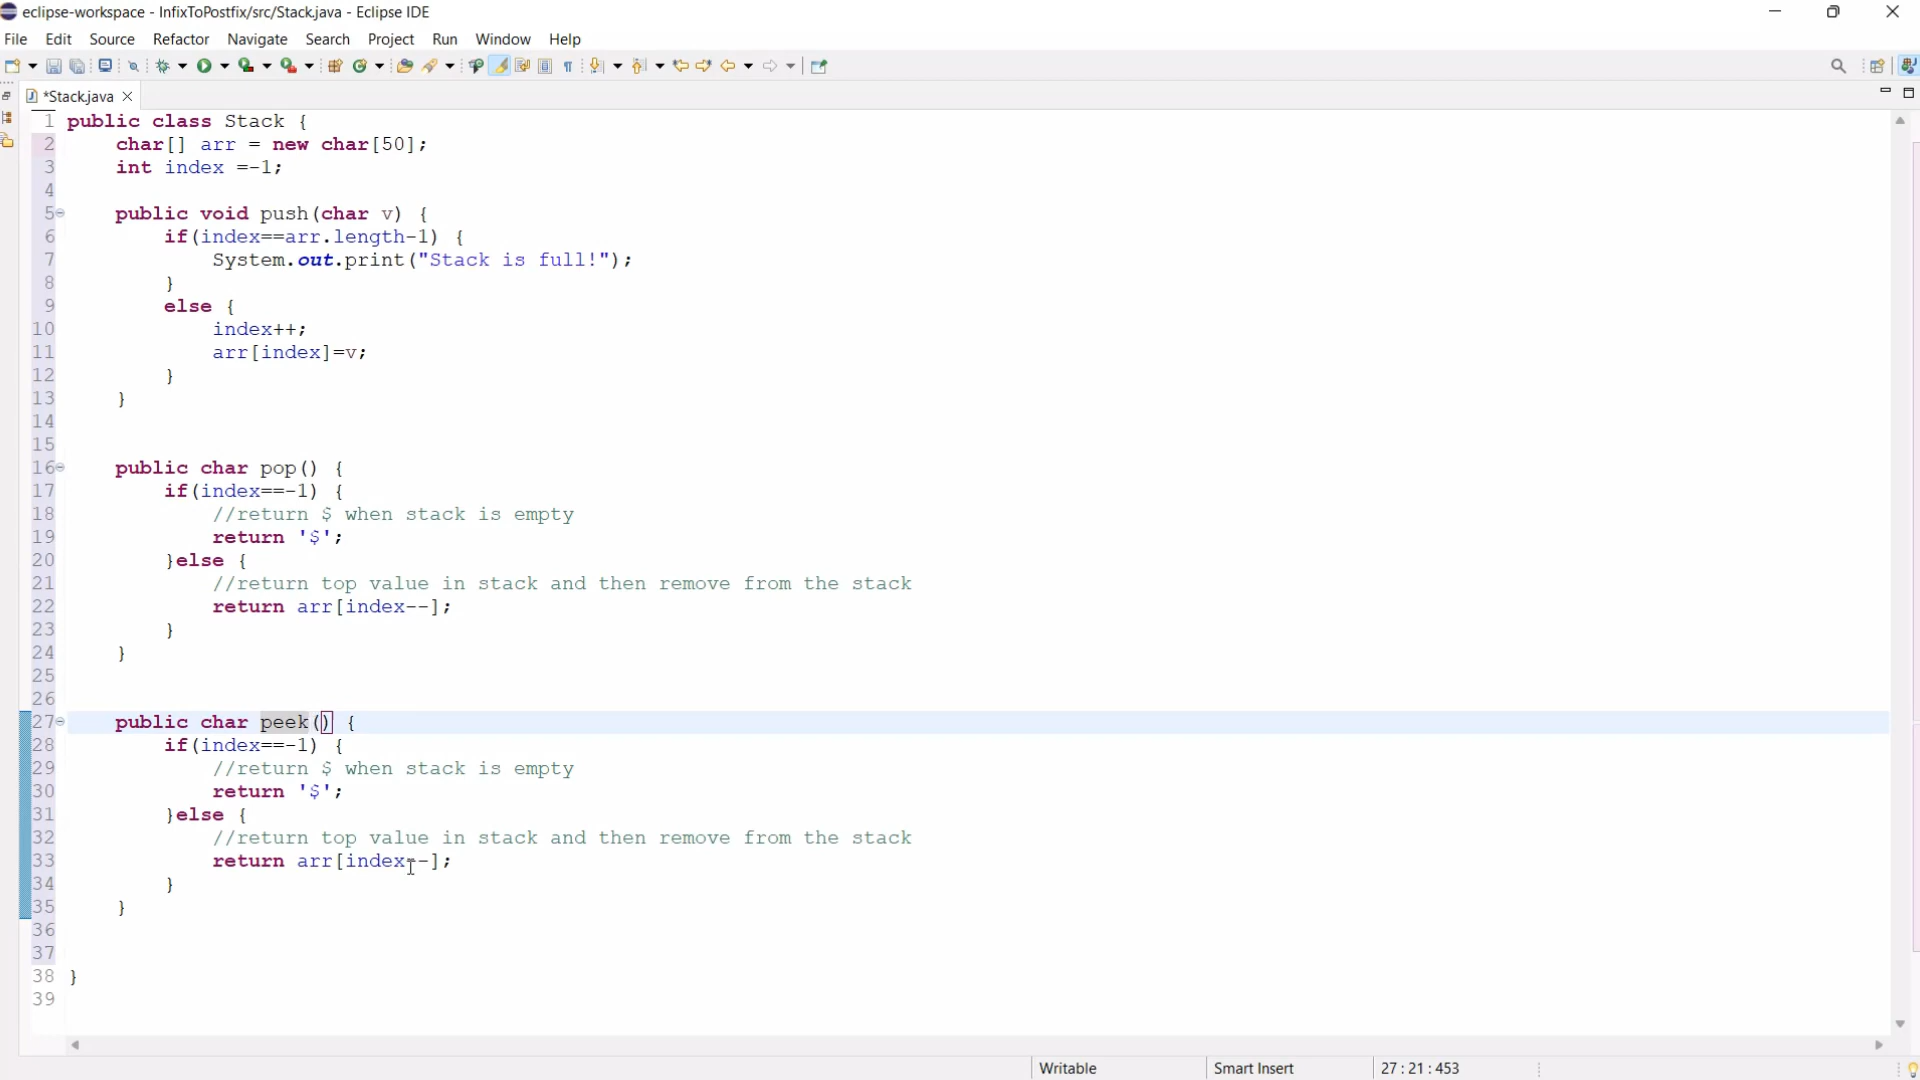 eclipse-workspace - InfixToPostfix/src/Stack.java - Eclipse IDE
File Edit Source Refactor Navigate Search Project Run Window Help
*Stack.java
1 public class Stack {
2 char[] arr = new char[50];
3 int index =-1;
4
5 public void push(char v) {
6 if(index==arr.length-1) {
7 System.out.print("Stack is full!");
8 }
9 else {
10 index++;
11 arr[index]=v;
12 }
13 }
14
15
16 public char pop() {
17 if(index==-1) {
18 //return $ when stack is empty
19 return '$';
20 }else {
21 //return top value in stack and then remove from the stack
22 return arr[index--];
23 }
24 }
25
26
27 public char peek() {
28 if(index==-1) {
29 //return $ when stack is empty
30 return '$';
31 }else {
32 //return top value in stack and then remove from the stack
33 return arr[index--];
34 }
35 }
36
37
38 }
39
Writable Smart Insert 27 : 21 : 453